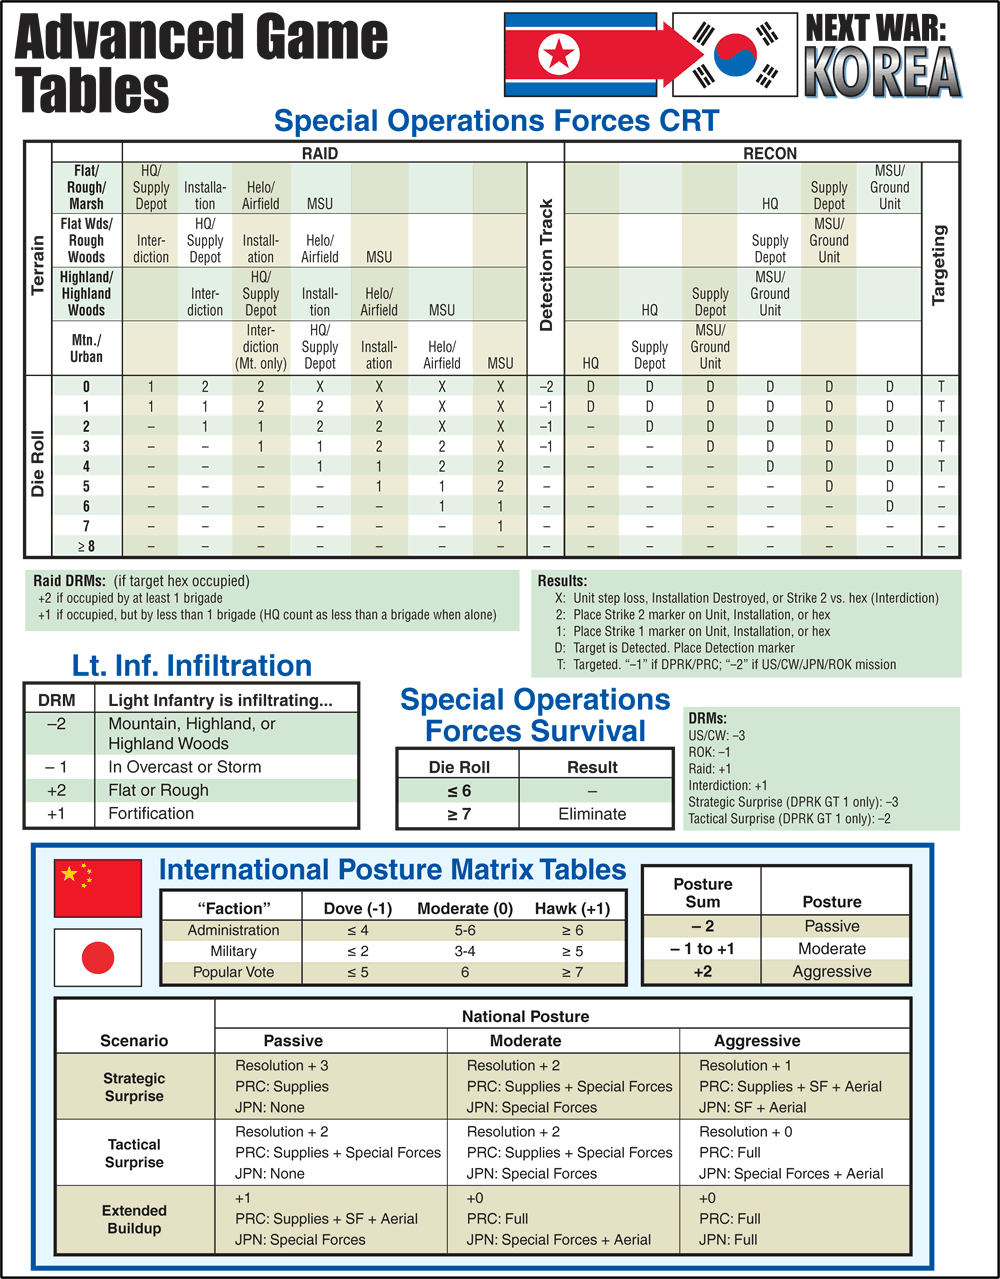 Advanced Game
Tables
NEXT WAR:
KOREA
Special Operations Forces CRT
RAID
RECON
Terrain
Flat/
Rough/
Marsh
HQ/
Supply
Depot
Installa-
tion
Helo/
Airfield
MSU
HQ
Supply
Depot
MSU/
Ground
Unit
Flat Wds/
Rough
Woods
Inter-
diction
HQ/
Supply
Depot
Install-
ation
Helo/
Airfield
MSU
Supply
Depot
MSU/
Ground
Unit
Highland/
Highland
Woods
Inter-
diction
HQ/
Supply
Depot
Install-
tion
Helo/
Airfield
MSU
HQ
Supply
Depot
MSU/
Ground
Unit
Mtn./
Urban
Inter-
diction
(Mt. only)
HQ/
Supply
Depot
Install-
ation
Helo/
Airfield
MSU
HQ
Supply
Depot
MSU/
Ground
Unit
Detection Track
Targeting
Die Roll
0 1 2 2 X X X X –2 D D D D D D T
1 1 1 2 2 X X X –1 D D D D D D T
2 – 1 1 2 2 X X –1 – D D D D D T
3 – – 1 1 2 2 X –1 – – D D D D T
4 – – – 1 1 2 2 – – – – D D D T
5 – – – – 1 1 2 – – – – – D D –
6 – – – – – 1 1 – – – – – – D –
7 – – – – – – 1 – – – – – – – –
≥ 8 – – – – – – – – – – – – – – –
Raid DRMs: (if target hex occupied)
+2 if occupied by at least 1 brigade
+1 if occupied, but by less than 1 brigade (HQ count as less than a brigade when alone)
Results:
X: Unit step loss, Installation Destroyed, or Strike 2 vs. hex (Interdiction)
2: Place Strike 2 marker on Unit, Installation, or hex
1: Place Strike 1 marker on Unit, Installation, or hex
D: Target is Detected. Place Detection marker
T: Targeted. “–1” if DPRK/PRC; “–2” if US/CW/JPN/ROK mission
Lt. Inf. Infiltration
DRM Light Infantry is infiltrating...
–2 Mountain, Highland, or
Highland Woods
– 1 In Overcast or Storm
+2 Flat or Rough
+1 Fortification
Special Operations
Forces Survival
Die Roll Result
≤ 6 –
≥ 7 Eliminate
DRMs:
US/CW: –3
ROK: –1
Raid: +1
Interdiction: +1
Strategic Surprise (DPRK GT 1 only): –3
Tactical Surprise (DPRK GT 1 only): –2
International Posture Matrix Tables
“Faction” Dove (-1) Moderate (0) Hawk (+1)
Administration ≤ 4 5-6 ≥ 6
Military ≤ 2 3-4 ≥ 5
Popular Vote ≤ 5 6 ≥ 7
Posture
Sum
Posture
– 2 Passive
– 1 to +1 Moderate
+2 Aggressive
National Posture
Scenario Passive Moderate Aggressive
Strategic
Surprise
Resolution + 3
PRC: Supplies
JPN: None
Resolution + 2
PRC: Supplies + Special Forces
JPN: Special Forces
Resolution + 1
PRC: Supplies + SF + Aerial
JPN: SF + Aerial
Tactical
Surprise
Resolution + 2
PRC: Supplies + Special Forces
JPN: None
Resolution + 2
PRC: Supplies + Special Forces
JPN: Special Forces
Resolution + 0
PRC: Full
JPN: Special Forces + Aerial
Extended
Buildup
+1
PRC: Supplies + SF + Aerial
JPN: Special Forces
+0
PRC: Full
JPN: Special Forces + Aerial
+0
PRC: Full
JPN: Full